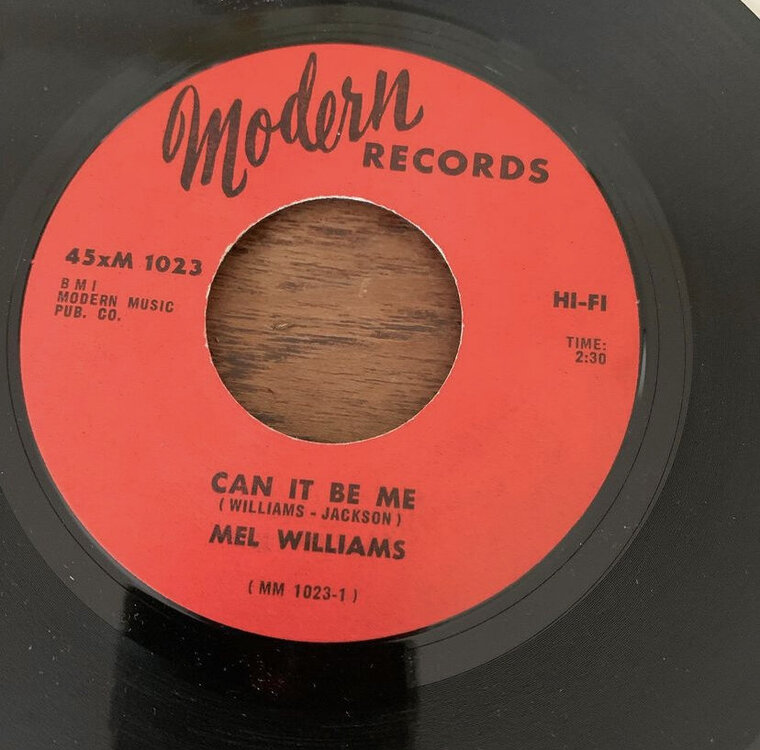 Modern
RECORDS
45xM 1023
BMI
MODERN MUSIC
PUB. CO.
HI-FI
TIME:
2:30
CAN IT BE ME
( WILLIAMS - JACKSON )
MEL WILLIAMS
( MM 1023-1 )